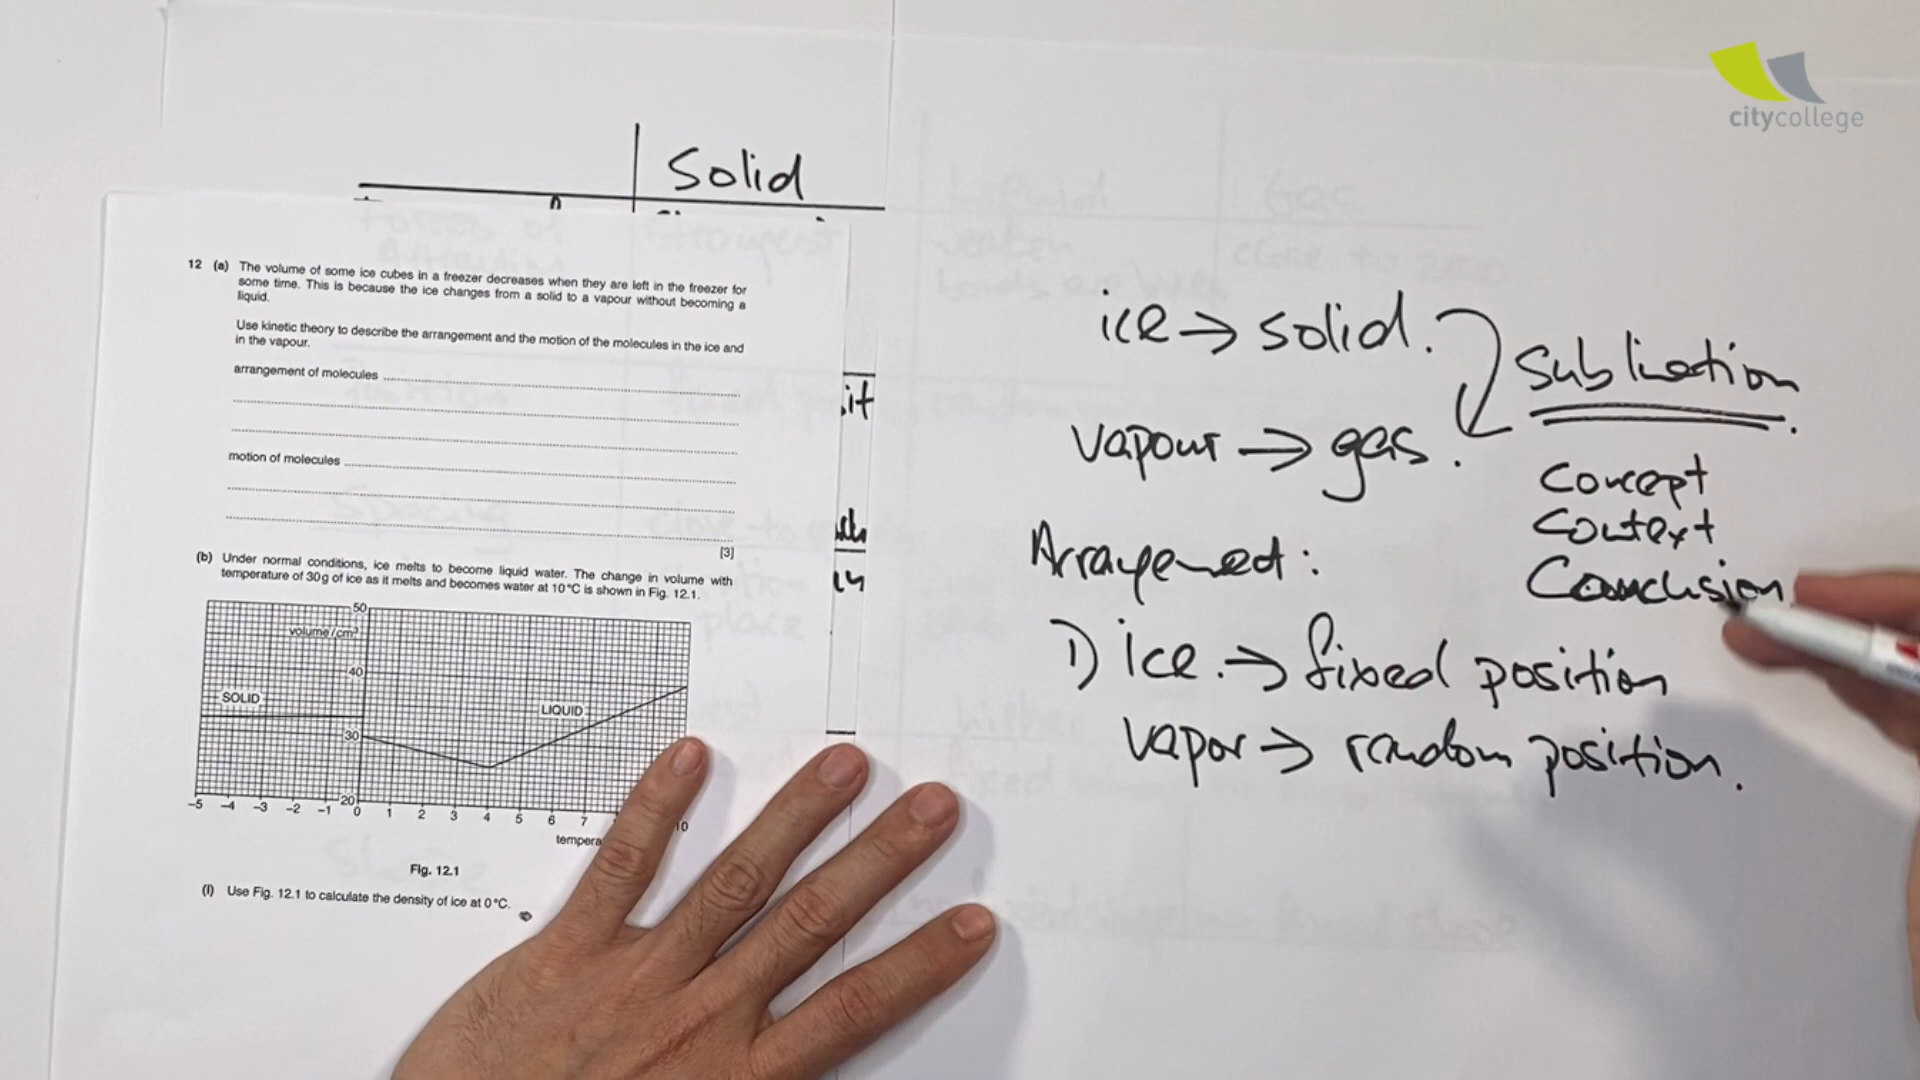 citycollege
Solid
12 (a) The volume of some ice cubes in a freezer decreases when they are left in the freezer for
some time. This is because the ice changes from a solid to a vapour without becoming a
liquid.
Use kinetic theory to describe the arrangement and the motion of the molecules in the ice and
in the vapour.
arrangement of molecules
motion of molecules
[3]
(b) Under normal conditions, ice melts to become liquid water. The change in volume with
temperature of 30g of ice as it melts and becomes water at 10°C is shown in Fig. 12.1.
50
volume / cm³
40
SOLID
LIQUID
30
20
-5 -4 -3 -2 -1 0 1 2 3 4 5 6 7 10
tempera
Fig. 12.1
(i) Use Fig. 12.1 to calculate the density of ice at 0°C.
it
ice → solid.
Sublimation
vapour → gas.
Concept
Context
Conclusion
Arrangement:
1) ice. → fixed position
vapor → random position.